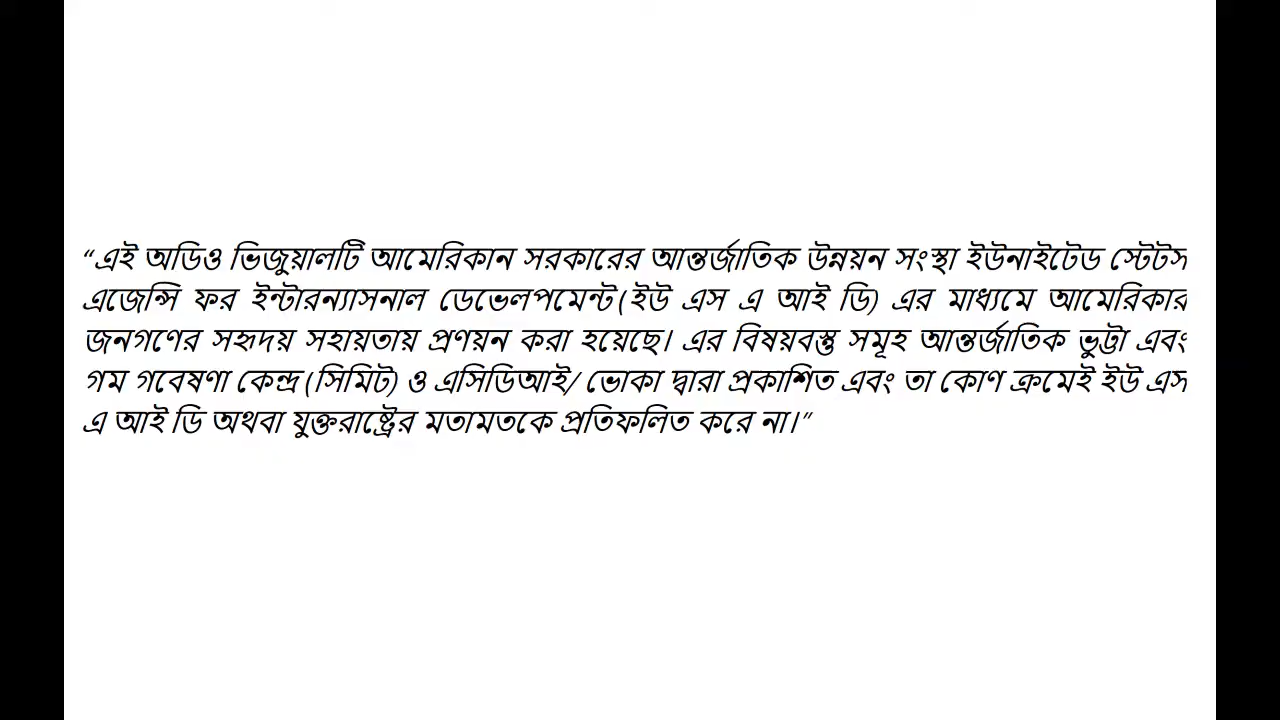 “এই অডিও ভিজুয়ালটি আমেরিকান সরকারের আন্তর্জাতিক উন্নয়ন সংস্থা ইউনাইটেড স্টেটস
এজেন্সি ফর ইন্টারন্যাসনাল ডেভেলপমেন্ট(ইউ এস এ আই ডি) এর মাধ্যমে আমেরিকার
জনগণের সহৃদয় সহায়তায় প্রণয়ন করা হয়েছে। এর বিষয়বস্তু সমূহ আন্তর্জাতিক ভুট্টা এবং
গম গবেষণা কেন্দ্র (সিমিট) ও এসিডিআই/ ভোকা দ্বারা প্রকাশিত এবং তা কোণ ক্রমেই ইউ এস
এ আই ডি অথবা যুক্তরাষ্ট্রের মতামতকে প্রতিফলিত করে না।”